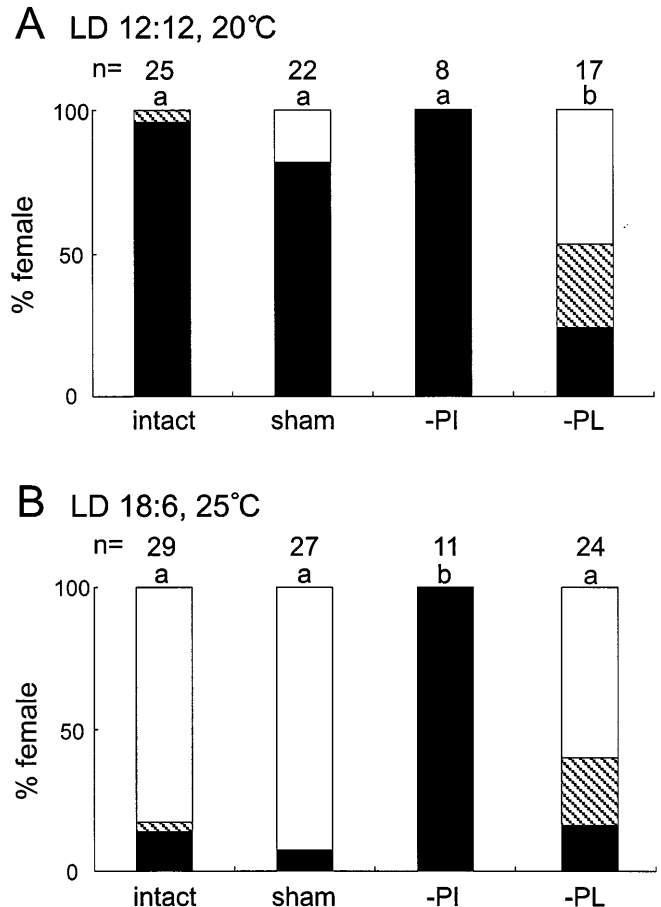 A LD 12:12, 20℃
n= 25 22 8 17
a a a b
100
50
0
% female
intact sham -PI -PL
B LD 18:6, 25℃
n= 29 27 11 24
a a b a
100
50
0
% female
intact sham -PI -PL